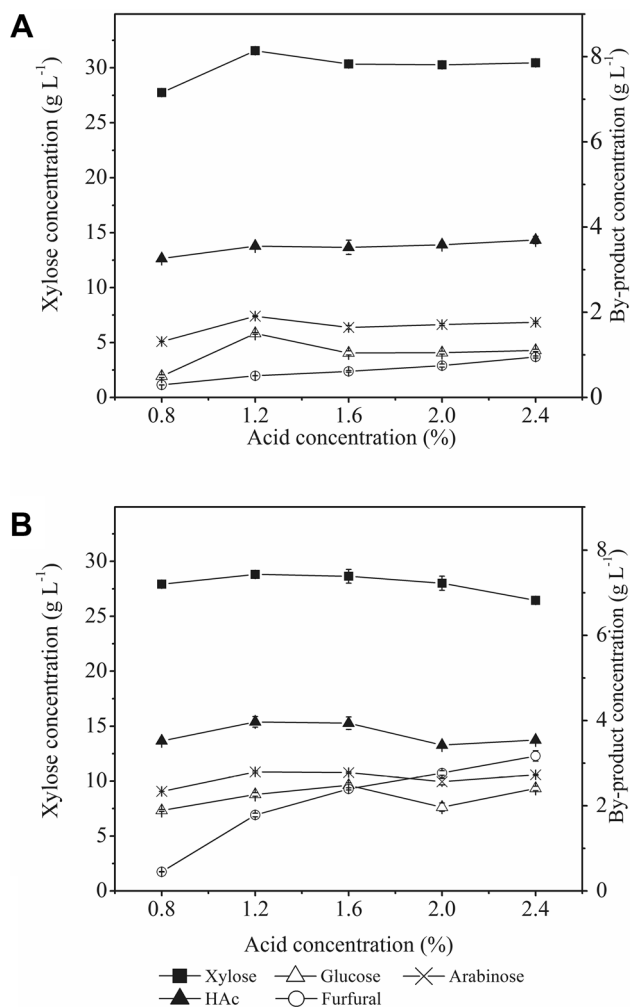 A
Xylose concentration (g L-1)
30
25
20
15
10
5
0
8
6
4
2
0
By-product concentration (g L-1)
0.8 1.2 1.6 2.0 2.4
Acid concentration (%)
B
Xylose concentration (g L-1)
30
25
20
15
10
5
0
8
6
4
2
0
By-product concentration (g L-1)
0.8 1.2 1.6 2.0 2.4
Acid concentration (%)
Xylose Glucose Arabinose
HAc Furfural